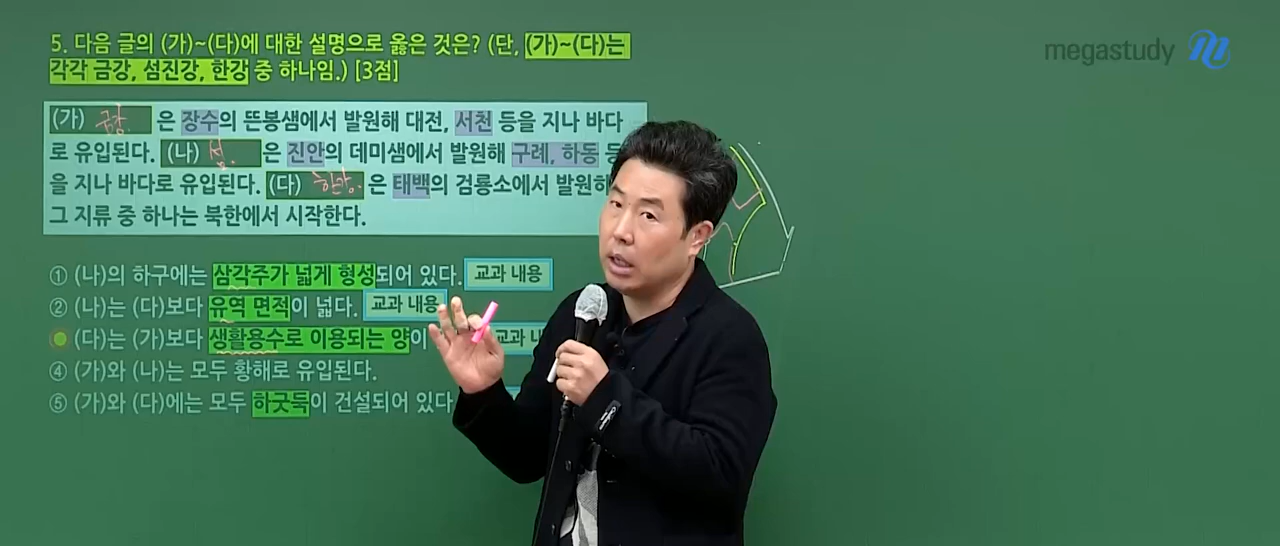 5. 다음 글의 (가)~(다)에 대한 설명으로 옳은 것은? (단, (가)~(다)는
각각 금강, 섬진강, 한강 중 하나임.) [3점]
megastudy
(가) 금강. 은 장수의 뜬봉샘에서 발원해 대전, 서천 등을 지나 바다
로 유입된다. (나) 섬. 은 진안의 데미샘에서 발원해 구례, 하동
을 지나 바다로 유입된다. (다) 한강. 은 태백의 검룡소에서 발원
그 지류 중 하나는 북한에서 시작한다.
① (나)의 하구에는 삼각주가 넓게 형성되어 있다. 교과 내용
② (나)는 (다)보다 유역 면적이 넓다. 교과 내용
(다)는 (가)보다 생활용수로 이용되는 양이 교과
④ (가)와 (나)는 모두 황해로 유입된다.
⑤ (가)와 (다)에는 모두 하굿둑이 건설되어 있다